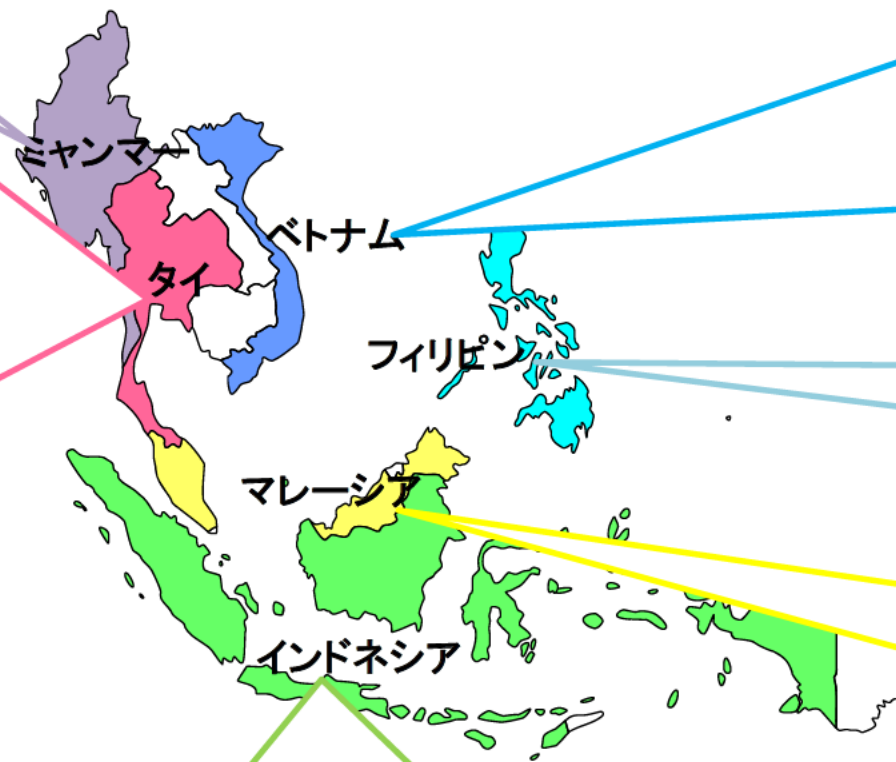 ミャンマー
ベトナム
タイ
フィリピン
マレーシア
インドネシア